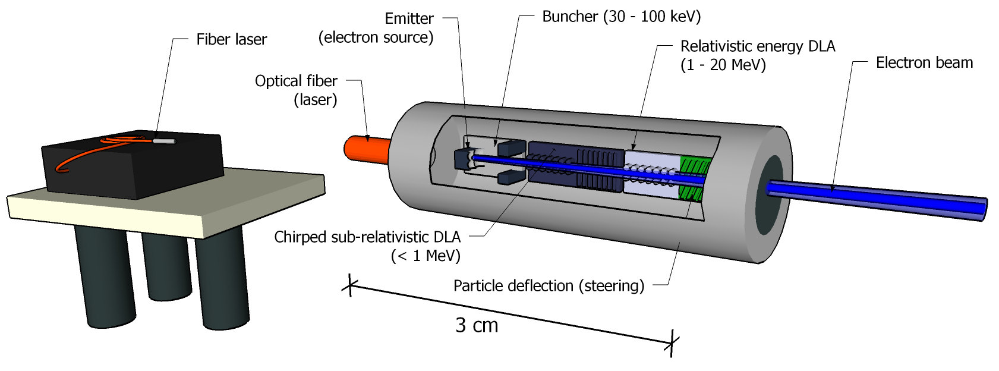 Fiber laser
Optical fiber
(laser)
Emitter
(electron source)
Buncher (30 - 100 keV)
Relativistic energy DLA
(1 - 20 MeV)
Electron beam
Chirped sub-relativistic DLA
(< 1 MeV)
Particle deflection (steering)
3 cm